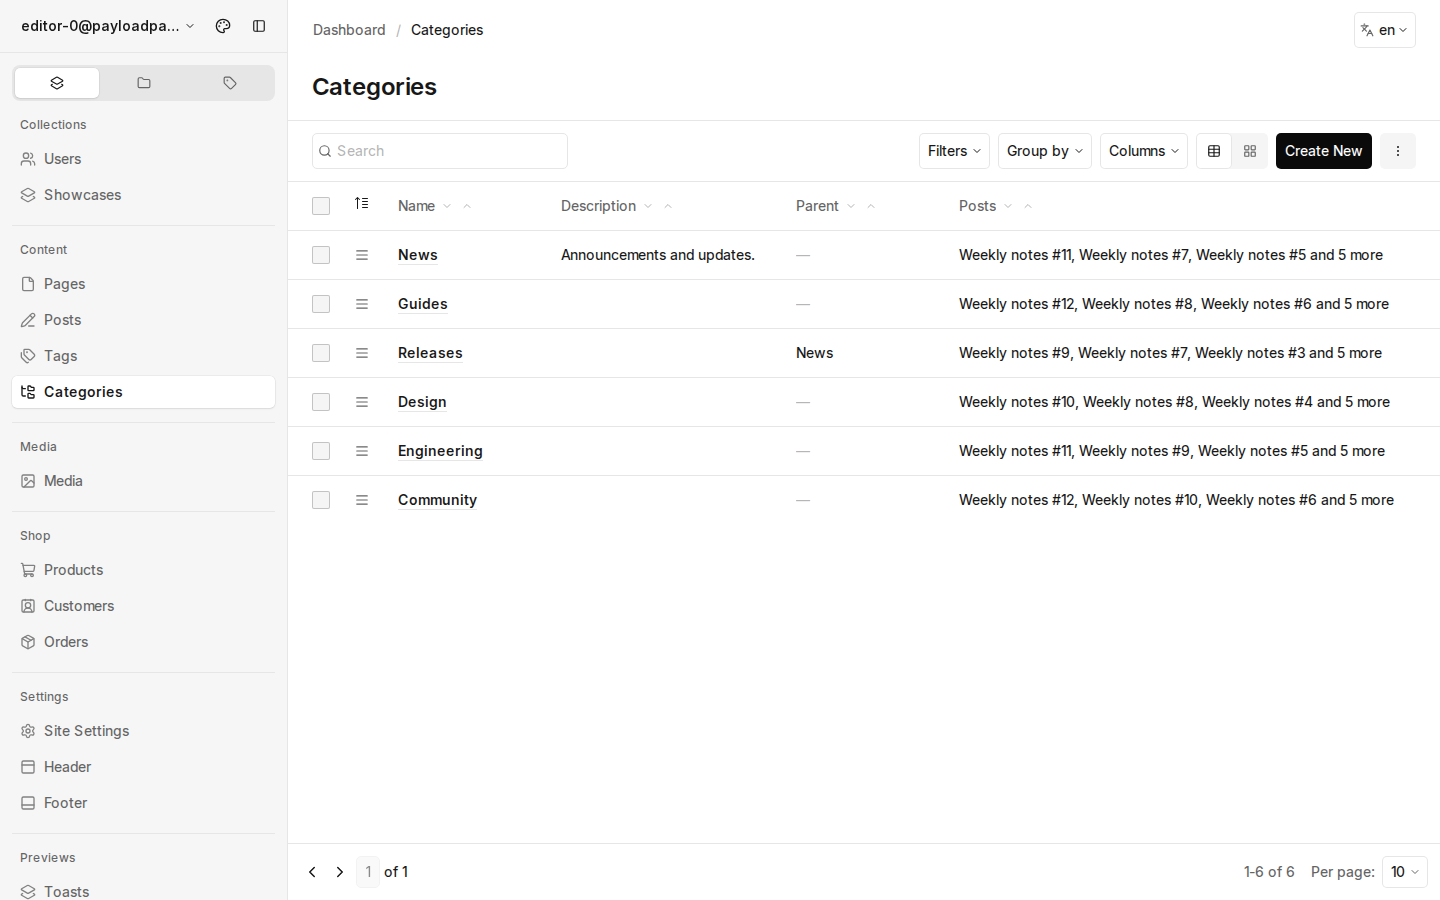 editor-0@payloadpa...
Collections
Users
Showcases
Content
Pages
Posts
Tags
Categories
Media
Media
Shop
Products
Customers
Orders
Settings
Site Settings
Header
Footer
Previews
Toasts
Dashboard / Categories
en
Categories
Search
Filters Group by Columns Create New
Name Description Parent Posts
News Announcements and updates. — Weekly notes #11, Weekly notes #7, Weekly notes #5 and 5 more
Guides — Weekly notes #12, Weekly notes #8, Weekly notes #6 and 5 more
Releases News Weekly notes #9, Weekly notes #7, Weekly notes #3 and 5 more
Design — Weekly notes #10, Weekly notes #8, Weekly notes #4 and 5 more
Engineering — Weekly notes #11, Weekly notes #9, Weekly notes #5 and 5 more
Community — Weekly notes #12, Weekly notes #10, Weekly notes #6 and 5 more
1 of 1
1-6 of 6 Per page: 10